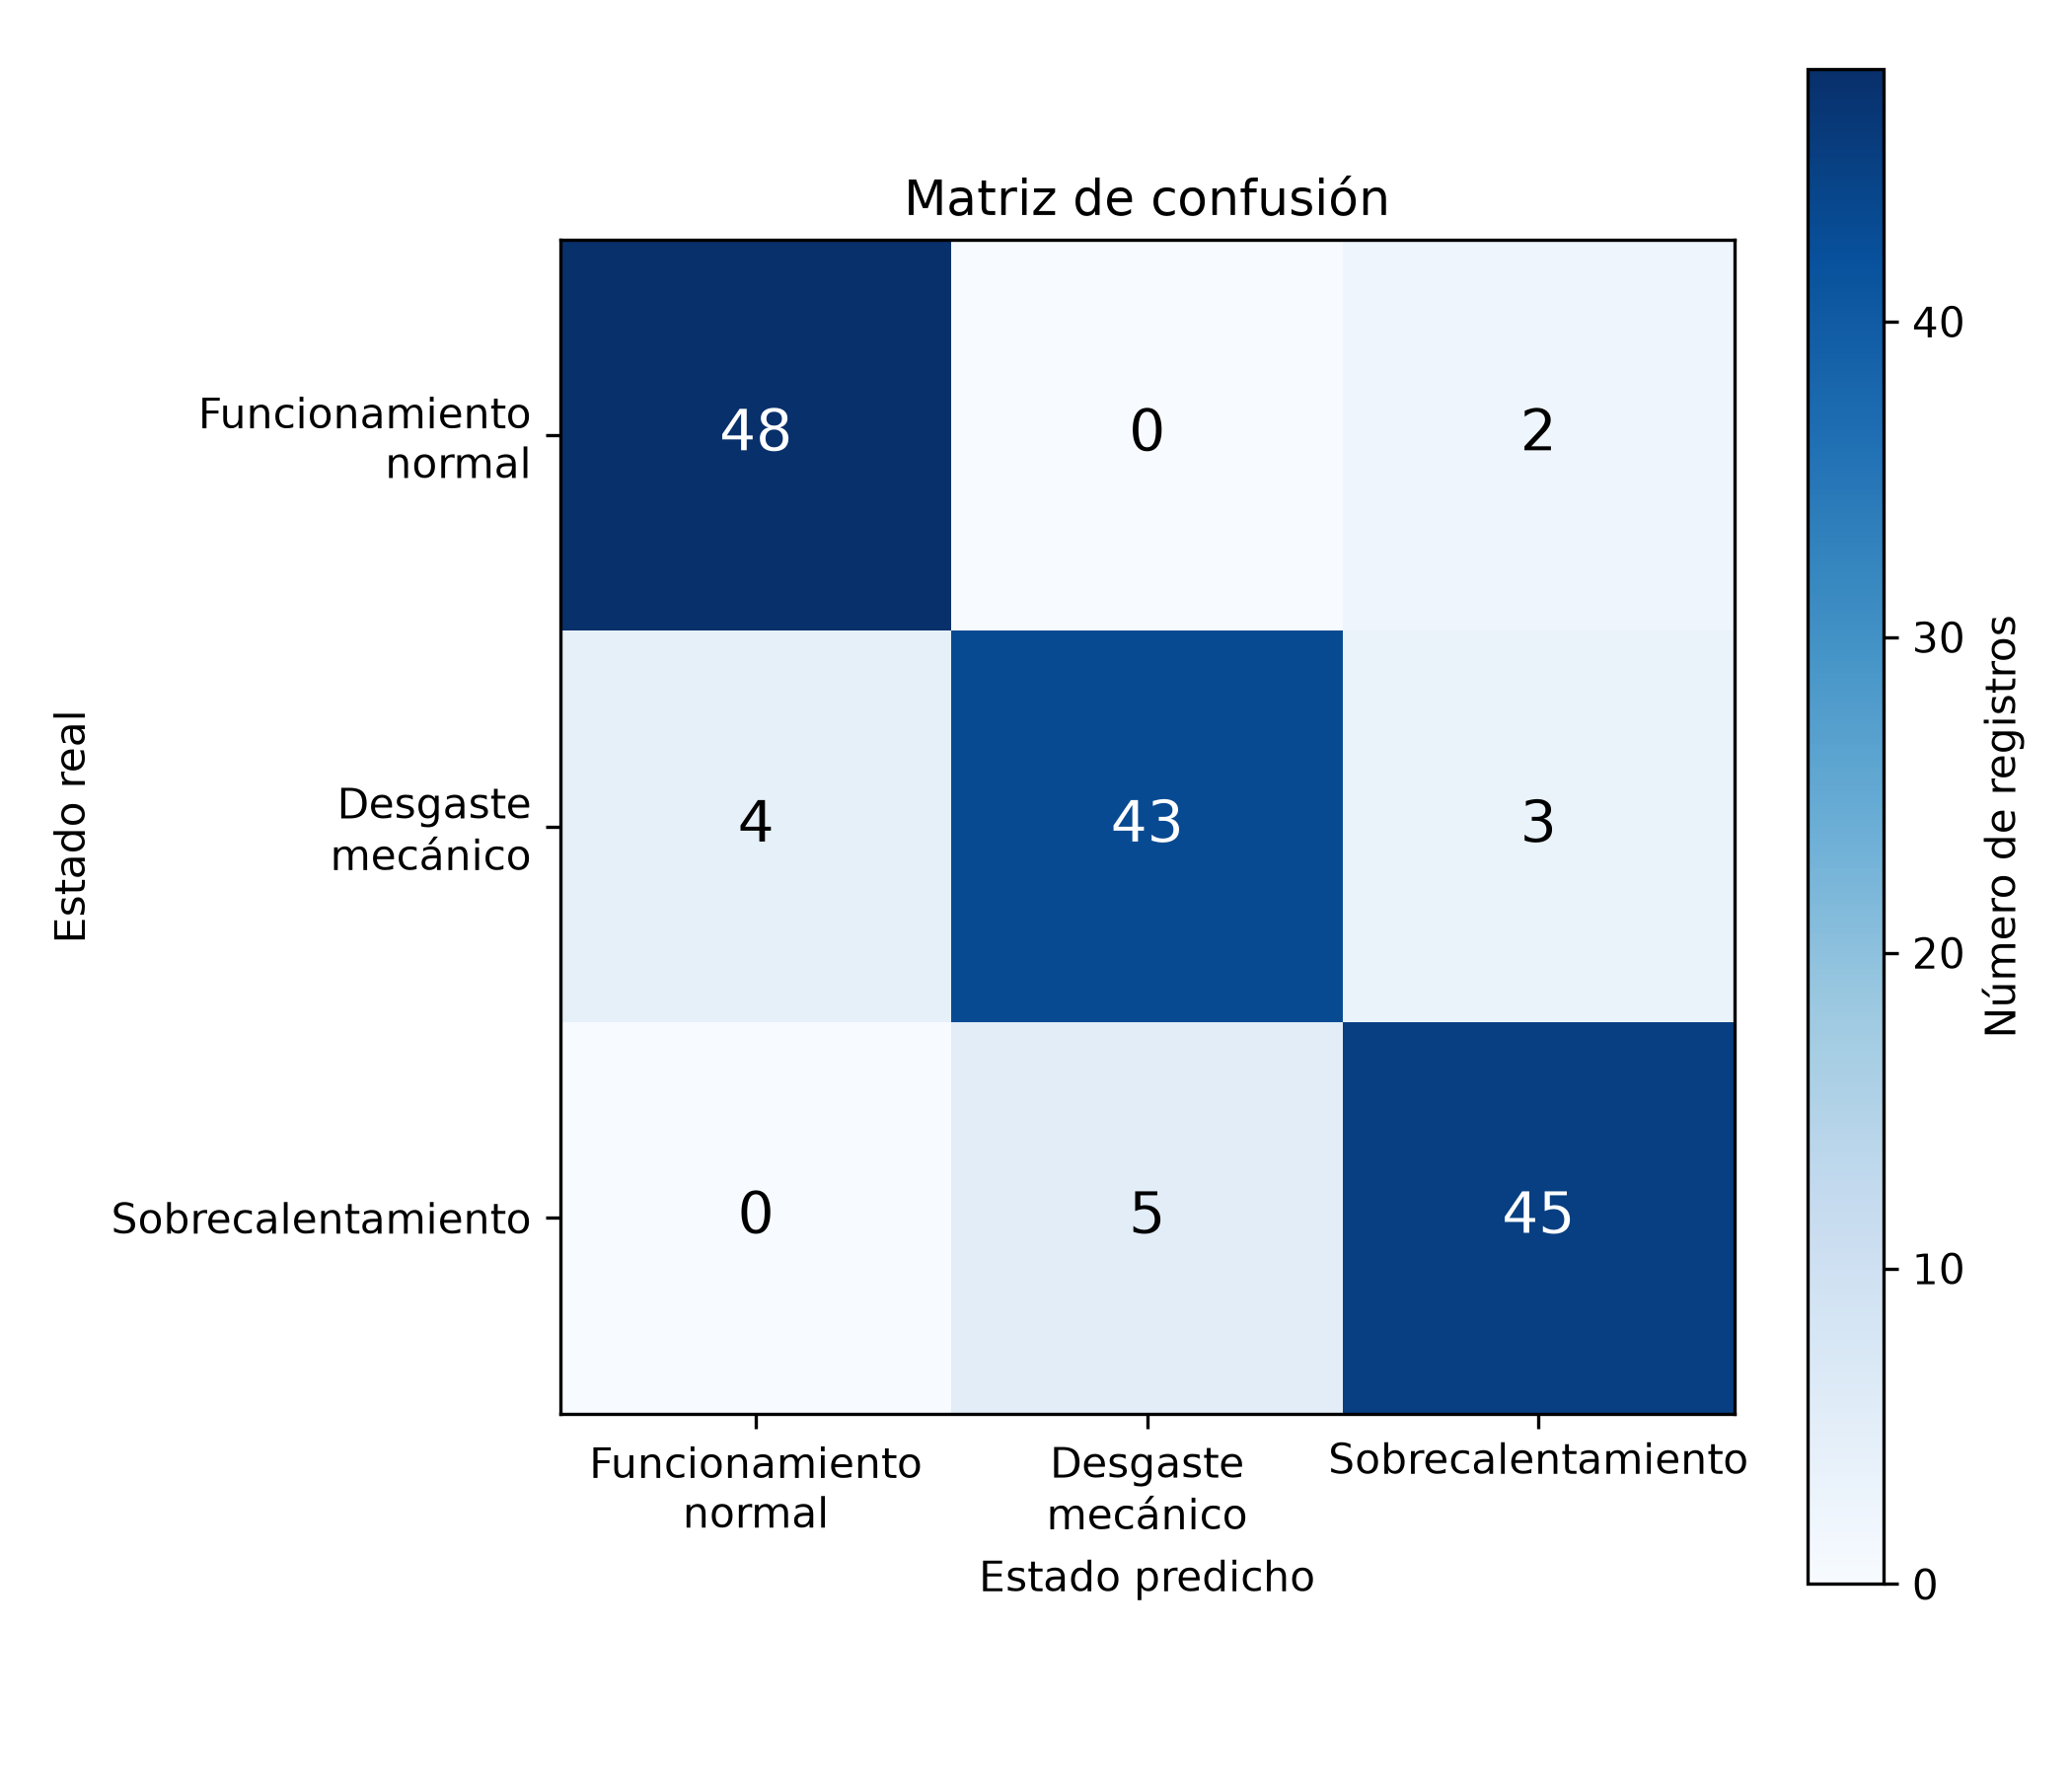 Matriz de confusión
Estado real
Funcionamiento
normal
48
0
2
Desgaste
mecánico
4
43
3
Sobrecalentamiento
0
5
45
Funcionamiento
normal
Desgaste
mecánico
Sobrecalentamiento
Estado predicho
40
30
20
10
0
Número de registros